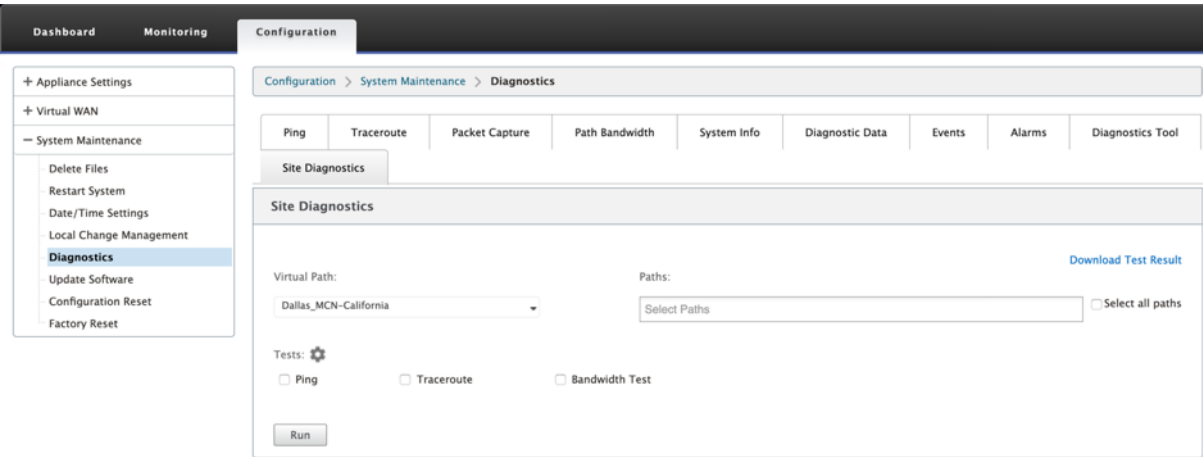 Dashboard Monitoring Configuration
+ Appliance Settings
+ Virtual WAN
− System Maintenance
Delete Files
Restart System
Date/Time Settings
Local Change Management
Diagnostics
Update Software
Configuration Reset
Factory Reset
Configuration > System Maintenance > Diagnostics
Ping Traceroute Packet Capture Path Bandwidth System Info Diagnostic Data Events Alarms Diagnostics Tool
Site Diagnostics
Site Diagnostics
Download Test Result
Virtual Path: Paths:
Dallas_MCN-California Select Paths Select all paths
Tests:
Ping Traceroute Bandwidth Test
Run